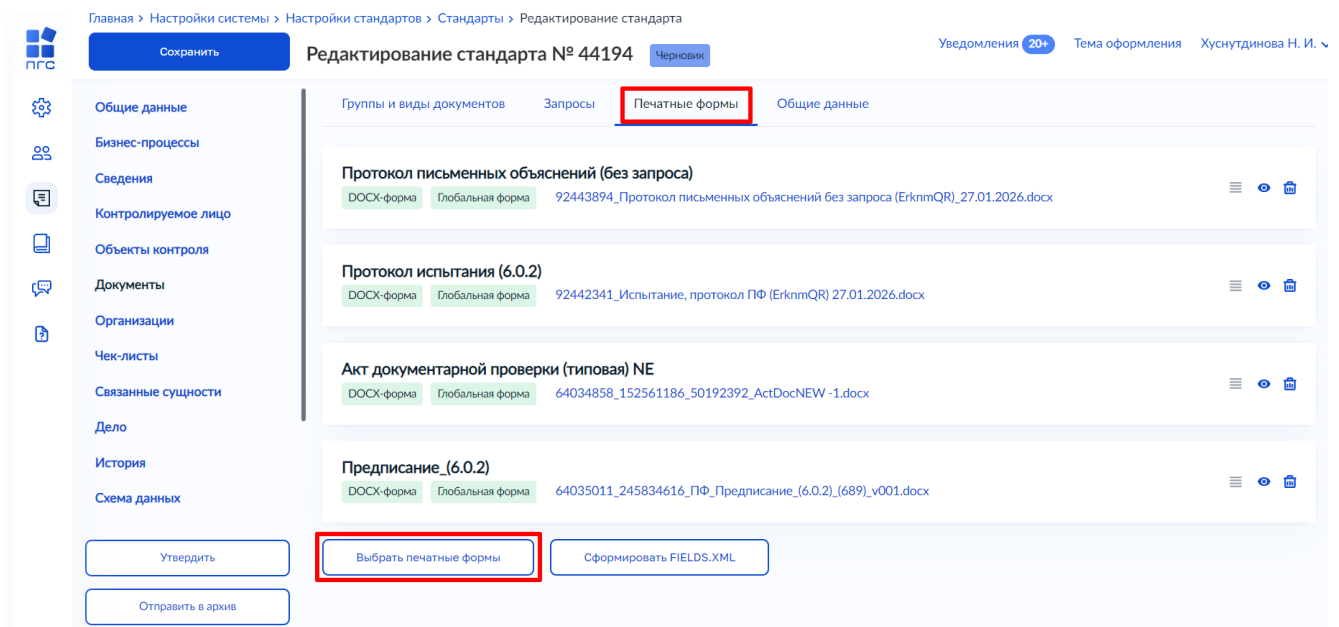 Главная > Настройки системы > Настройки стандартов > Стандарты > Редактирование стандарта
ПГС
Сохранить
Редактирование стандарта № 44194
Черновик
Уведомления 20+
Тема оформления
Хуснутдинова Н. И.
Общие данные
Бизнес-процессы
Сведения
Контролируемое лицо
Объекты контроля
Документы
Организации
Чек-листы
Связанные сущности
Дело
История
Схема данных
Утвердить
Отправить в архив
Группы и виды документов
Запросы
Печатные формы
Общие данные
Протокол письменных объяснений (без запроса)
DOCX-форма Глобальная форма 92443894_Протокол письменных объяснений без запроса (ErknmQR)_27.01.2026.docx
Протокол испытания (6.0.2)
DOCX-форма Глобальная форма 92442341_Испытание, протокол ПФ (ErknmQR) 27.01.2026.docx
Акт документарной проверки (типовая) NE
DOCX-форма Глобальная форма 64034858_152561186_50192392_ActDocNEW -1.docx
Предписание_(6.0.2)
DOCX-форма Глобальная форма 64035011_245834616_ПФ_Предписание_(6.0.2)_(689)_v001.docx
Выбрать печатные формы
Сформировать FIELDS.XML